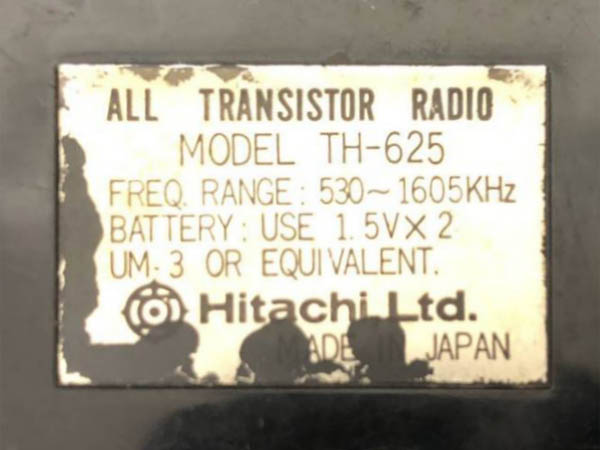 ALL TRANSISTOR RADIO
MODEL TH-625
FREQ. RANGE: 530~1605KHz
BATTERY: USE 1.5V×2
UM-3 OR EQUIVALENT.
Hitachi, Ltd.
MADE IN JAPAN